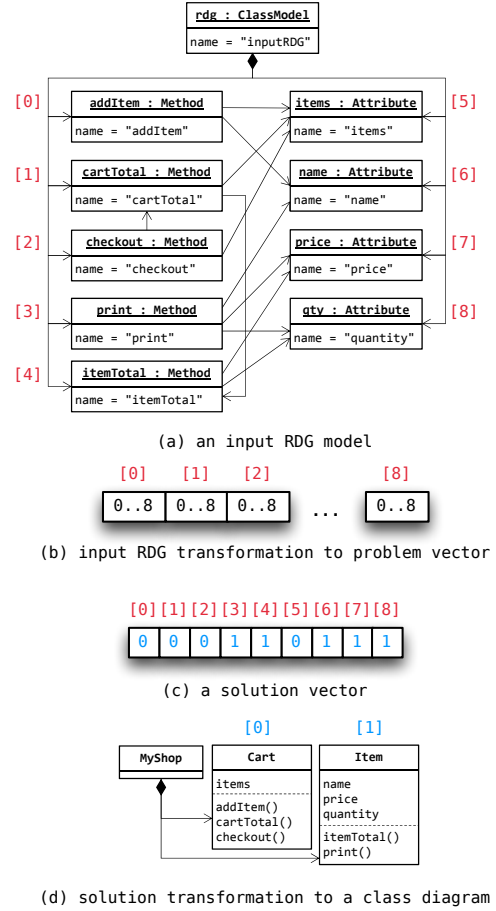 rdg : ClassModel
name = "inputRDG"
[0] addItem : Method items : Attribute [5]
name = "addItem" name = "items"
[1] cartTotal : Method name : Attribute [6]
name = "cartTotal" name = "name"
[2] checkout : Method price : Attribute [7]
name = "checkout" name = "price"
[3] print : Method qty : Attribute [8]
name = "print" name = "quantity"
[4] itemTotal : Method
name = "itemTotal"
(a) an input RDG model
[0] [1] [2] [8]
0..8 0..8 0..8 ... 0..8
(b) input RDG transformation to problem vector
[0][1][2][3][4][5][6][7][8]
0 0 0 1 1 0 1 1 1
(c) a solution vector
[0] [1]
MyShop Cart Item
items name
price
quantity
addItem()
cartTotal() itemTotal()
checkout() print()
(d) solution transformation to a class diagram